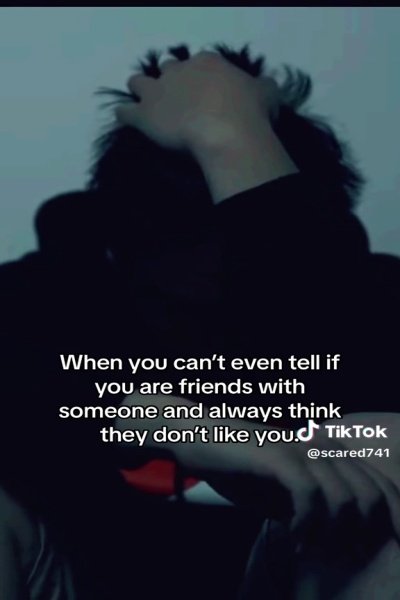 When you can't even tell if
you are friends with
someone and always think
they don't like you.
TikTok
@scared741